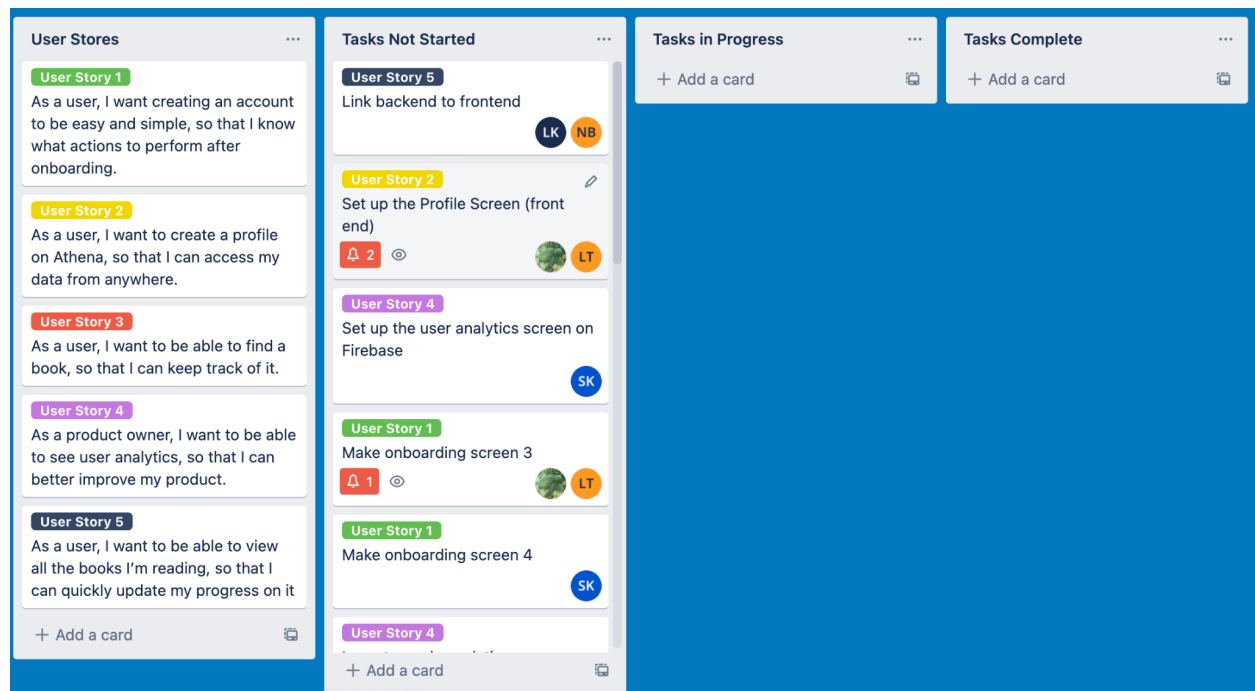 User Stores
User Story 1
As a user, I want creating an account
to be easy and simple, so that I know
what actions to perform after
onboarding.
User Story 2
As a user, I want to create a profile
on Athena, so that I can access my
data from anywhere.
User Story 3
As a user, I want to be able to find a
book, so that I can keep track of it.
User Story 4
As a product owner, I want to be able
to see user analytics, so that I can
better improve my product.
User Story 5
As a user, I want to be able to view
all the books I'm reading, so that I
can quickly update my progress on it
+ Add a card
Tasks Not Started
User Story 5
Link backend to frontend
LK NB
User Story 2
Set up the Profile Screen (front
end)
2 LT
User Story 4
Set up the user analytics screen on
Firebase
SK
User Story 1
Make onboarding screen 3
1 LT
User Story 1
Make onboarding screen 4
SK
User Story 4
+ Add a card
Tasks in Progress
+ Add a card
Tasks Complete
+ Add a card